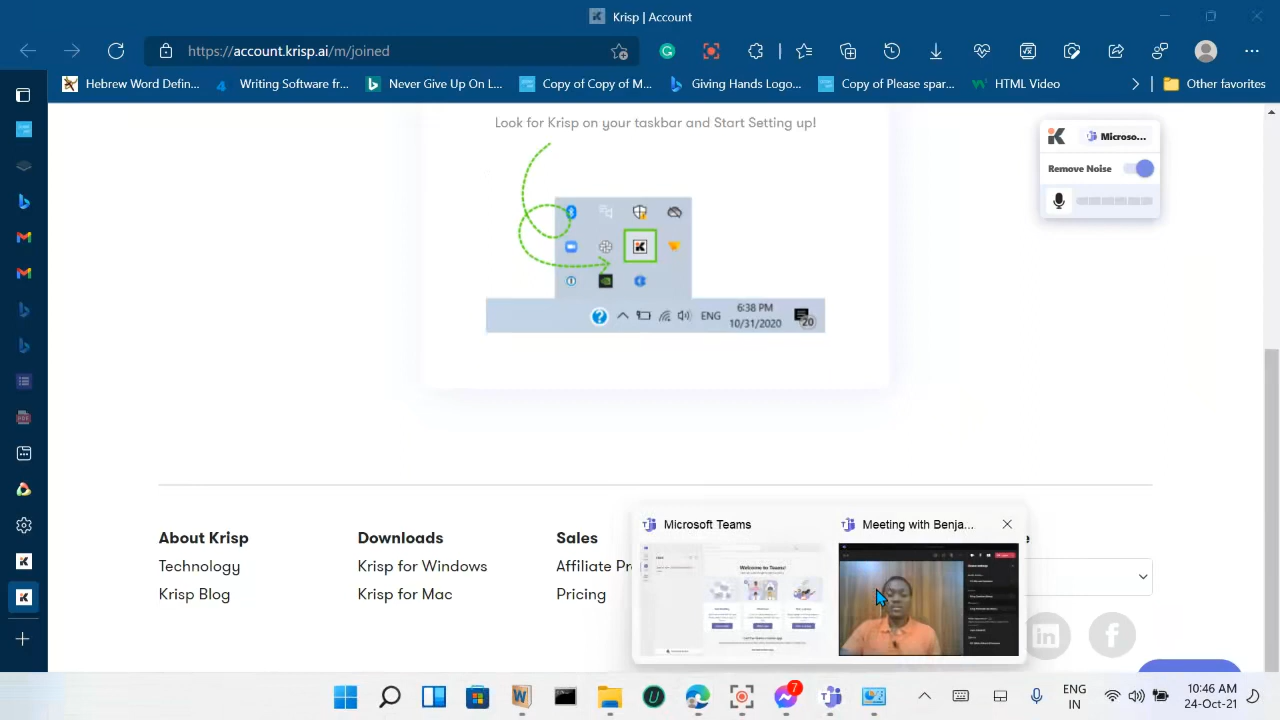 Krisp | Account
https://account.krisp.ai/m/joined
Hebrew Word Defin...
Writing Software fr...
Never Give Up On I...
Copy of Copy of M...
Giving Hands Logo...
Copy of Please spar...
HTML Video
Other favorites
Look for Krisp on your taskbar and Start Setting up!
Microso...
Remove Noise
6:38 PM
ENG
10/31/2020
20
Microsoft Teams
Meeting with Benja...
Welcome to Teams!
About Krisp
Downloads
Sales
Technology
Krisp for Windows
Affiliate Pro
Krisp Blog
Krisp for Mac
Pricing
7
ENG
IN
10:46 AM
24-Oct-21